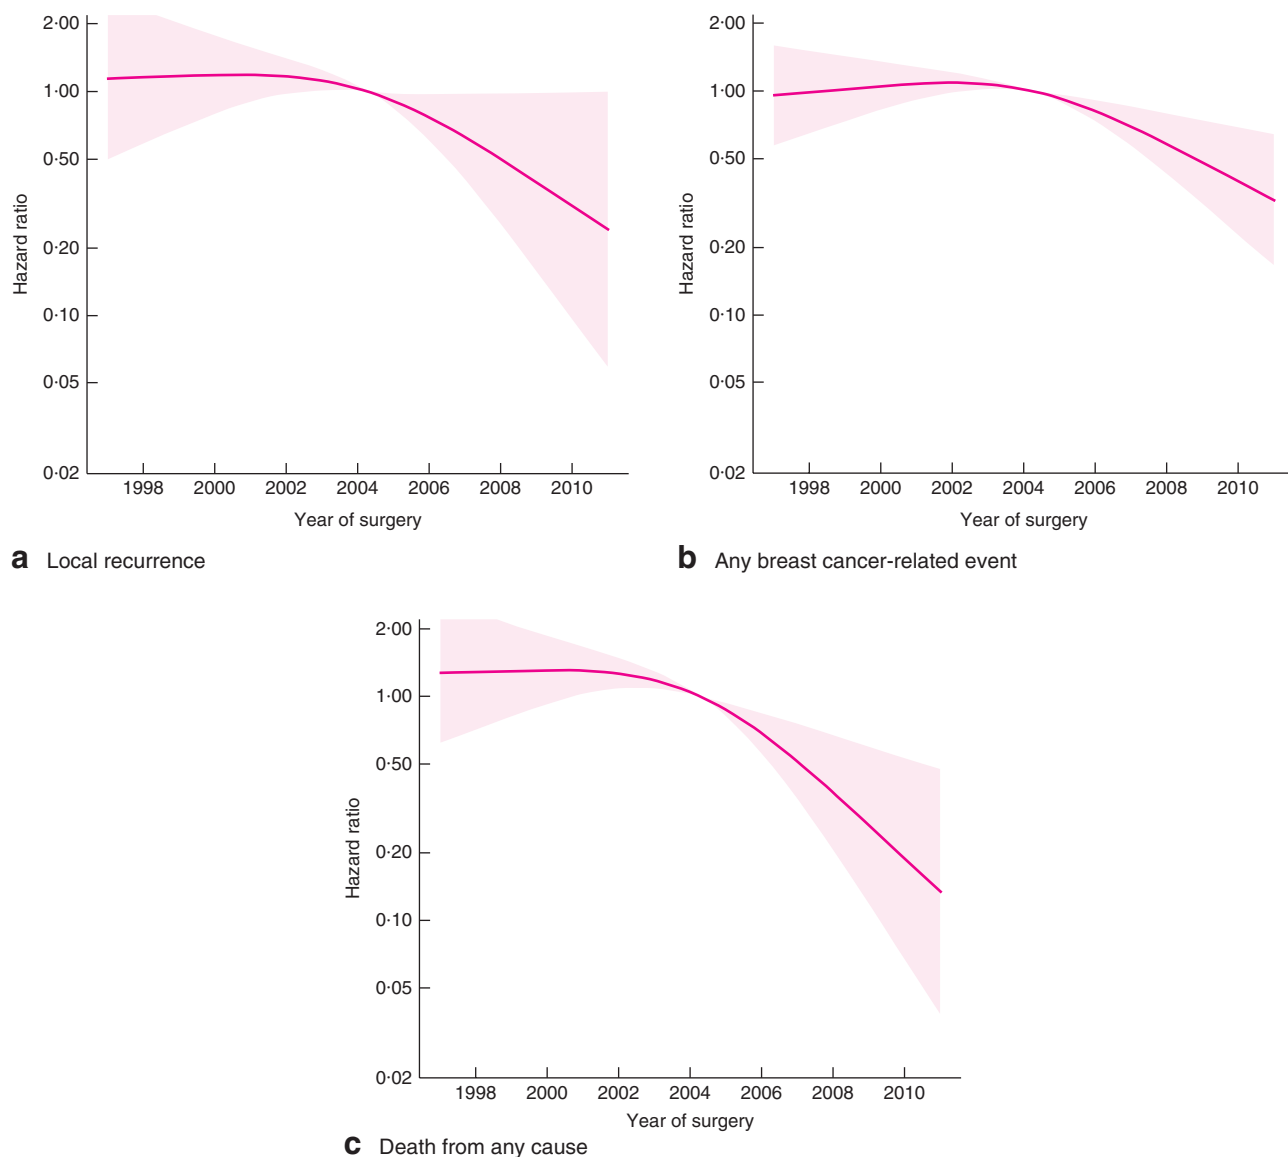 2·00
1·00
0·50
0·20
0·10
0·05
0·02
Hazard ratio
1998 2000 2002 2004 2006 2008 2010
Year of surgery
a Local recurrence
2·00
1·00
0·50
0·20
0·10
0·05
0·02
Hazard ratio
1998 2000 2002 2004 2006 2008 2010
Year of surgery
b Any breast cancer-related event
2·00
1·00
0·50
0·20
0·10
0·05
0·02
Hazard ratio
1998 2000 2002 2004 2006 2008 2010
Year of surgery
c Death from any cause